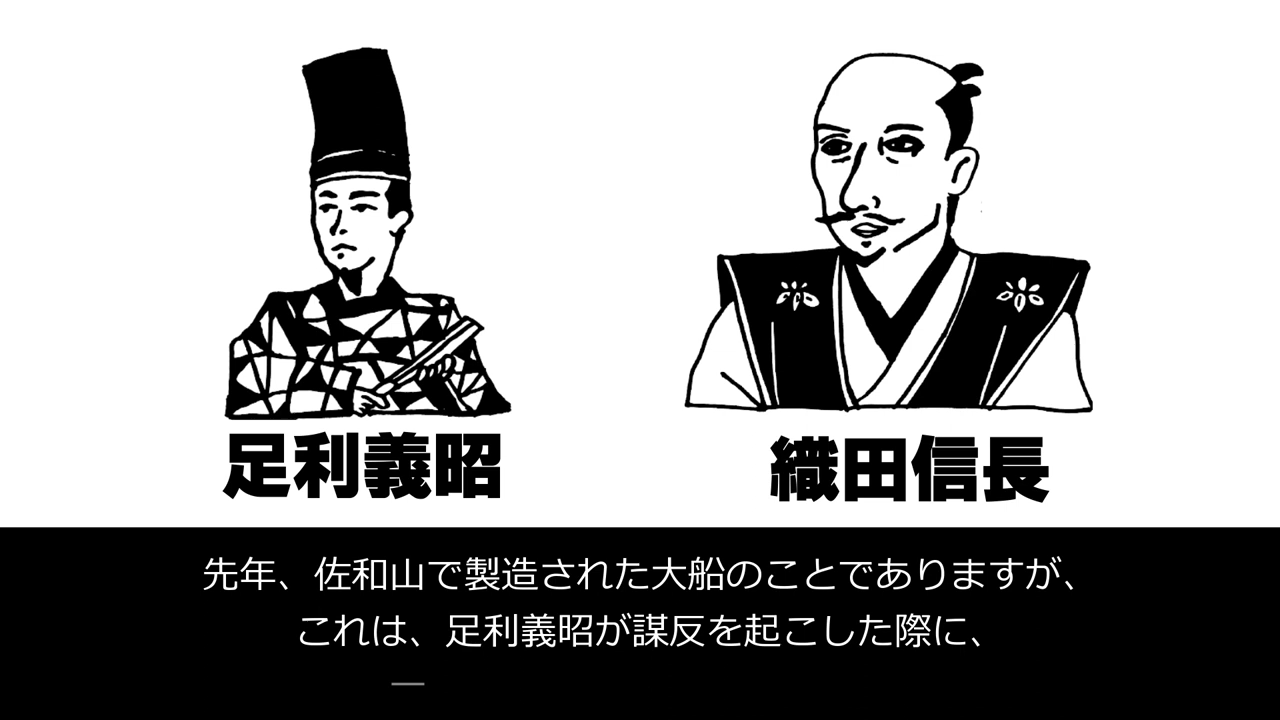 足利義昭
織田信長
先年、佐和山で製造された大船のことでありますが、
これは、足利義昭が謀反を起こした際に、